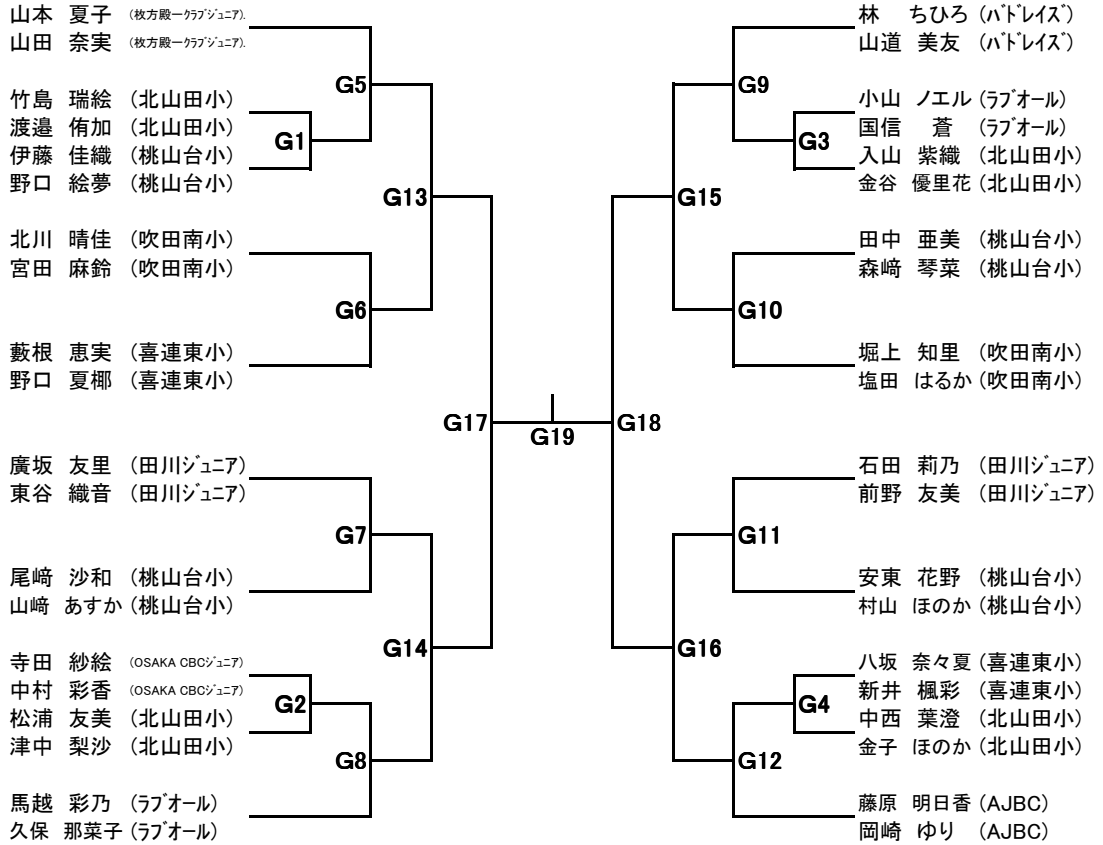 山本 夏子 (枚方殿一クラブジュニア).
山田 奈実 (枚方殿一クラブジュニア).
G5
竹島 瑞絵 (北山田小)
渡邉 侑加 (北山田小)
G1
伊藤 佳織 (桃山台小)
野口 絵夢 (桃山台小)
G13
北川 晴佳 (吹田南小)
宮田 麻鈴 (吹田南小)
G6
藪根 恵実 (喜連東小)
野口 夏椰 (喜連東小)
G17
廣坂 友里 (田川ジュニア)
東谷 織音 (田川ジュニア)
G7
尾﨑 沙和 (桃山台小)
山﨑 あすか (桃山台小)
G14
寺田 紗絵 (OSAKA CBCジュニア)
中村 彩香 (OSAKA CBCジュニア)
G2
松浦 友美 (北山田小)
津中 梨沙 (北山田小)
G8
馬越 彩乃 (ラブオール)
久保 那菜子 (ラブオール)
G19
林 ちひろ (バドレイズ)
山道 美友 (バドレイズ)
G9
小山 ノエル (ラブオール)
国信 蒼 (ラブオール)
G3
入山 紫織 (北山田小)
金谷 優里花 (北山田小)
G15
田中 亜美 (桃山台小)
森﨑 琴菜 (桃山台小)
G10
堀上 知里 (吹田南小)
塩田 はるか (吹田南小)
G18
石田 莉乃 (田川ジュニア)
前野 友美 (田川ジュニア)
G11
安東 花野 (桃山台小)
村山 ほのか (桃山台小)
G16
八坂 奈々夏 (喜連東小)
新井 楓彩 (喜連東小)
G4
中西 葉澄 (北山田小)
金子 ほのか (北山田小)
G12
藤原 明日香 (AJBC)
岡崎 ゆり (AJBC)